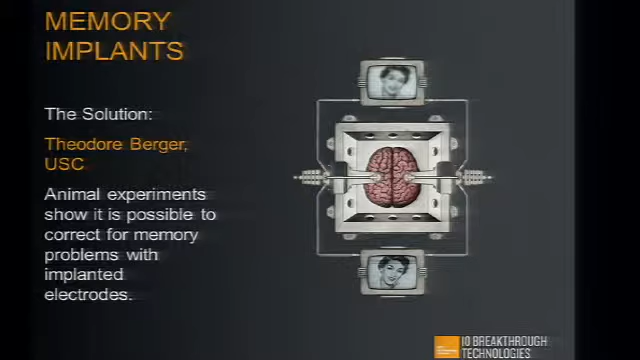 MEMORY
IMPLANTS
The Solution:
Theodore Berger,
USC
Animal experiments
show it is possible to
correct for memory
problems with
implanted
electrodes.
10 BREAKTHROUGH
TECHNOLOGIES